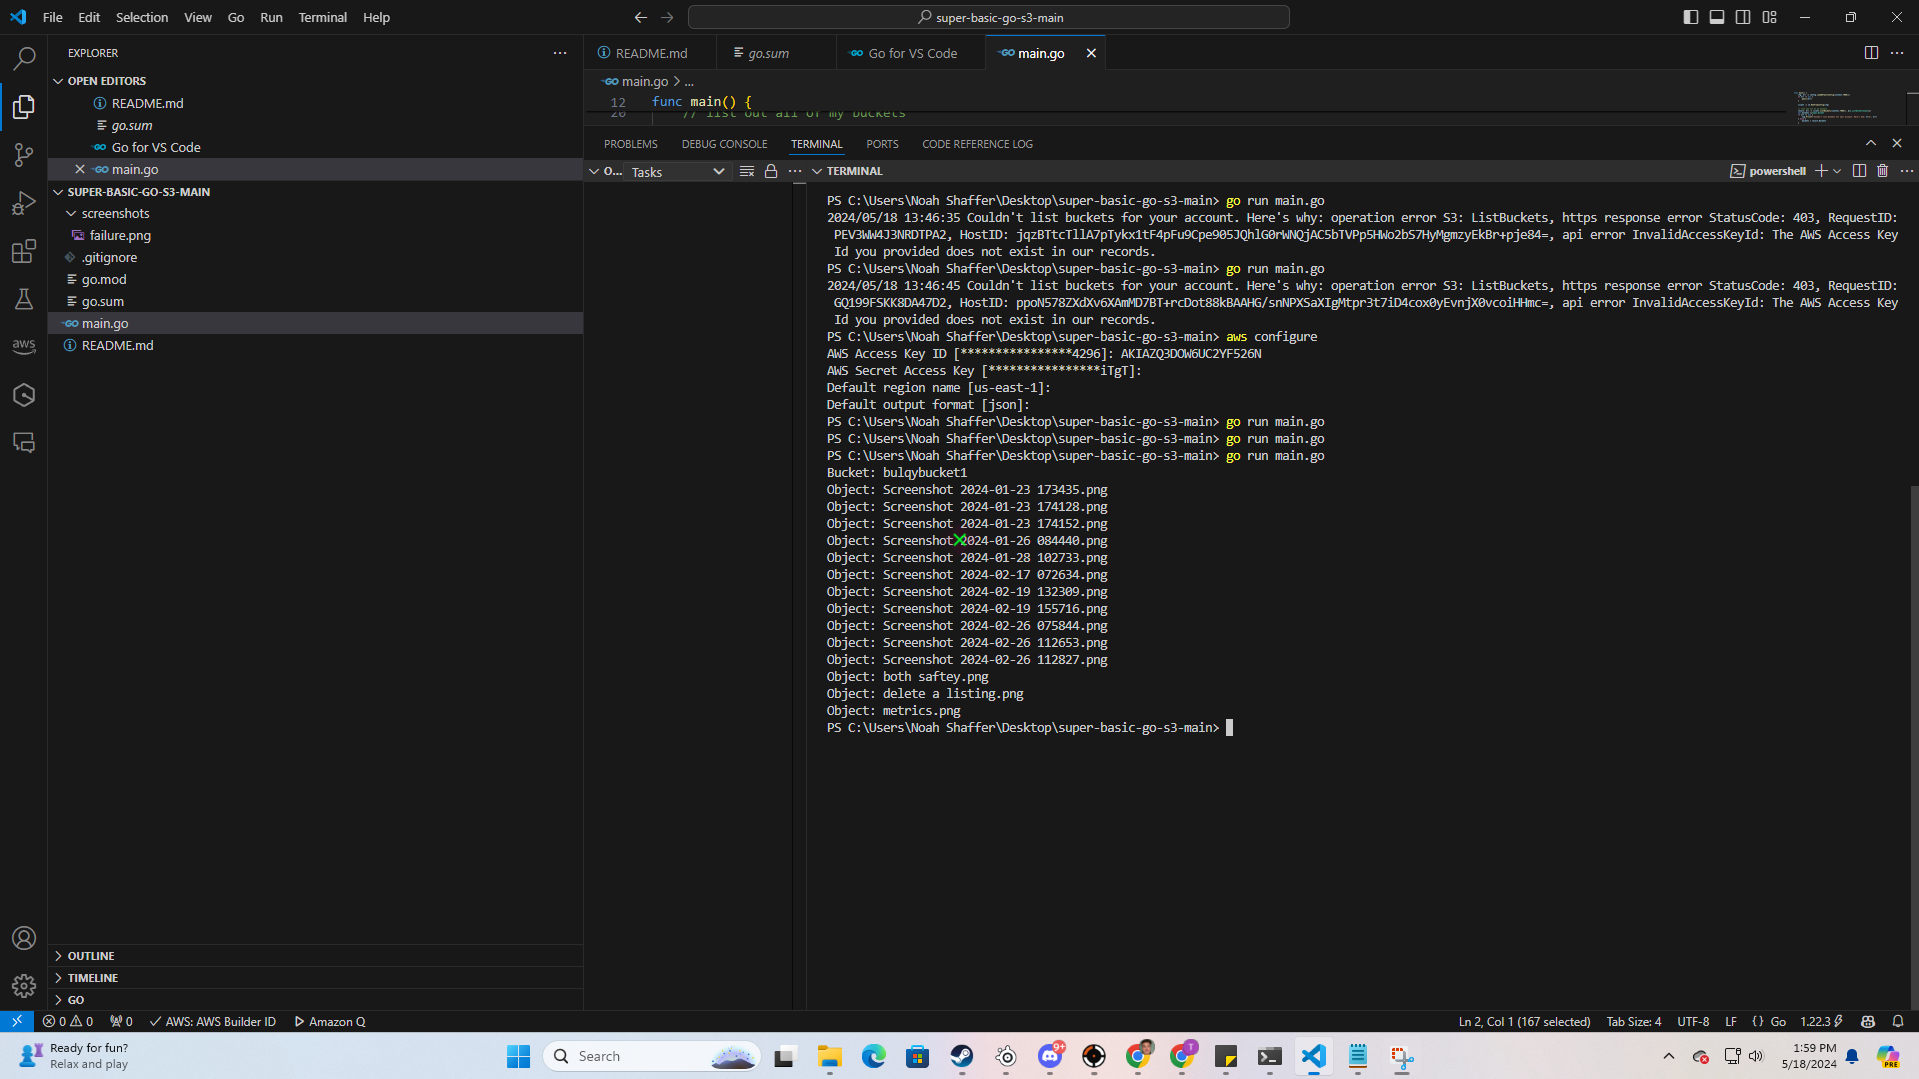 File Edit Selection View Go Run Terminal Help
super-basic-go-s3-main
EXPLORER
OPEN EDITORS
README.md
go.sum
Go for VS Code
main.go
SUPER-BASIC-GO-S3-MAIN
screenshots
failure.png
.gitignore
go.mod
go.sum
main.go
README.md
OUTLINE
TIMELINE
GO
README.md go.sum Go for VS Code main.go
main.go > ...
12 func main() {
20 // list out all of my buckets
PROBLEMS DEBUG CONSOLE TERMINAL PORTS CODE REFERENCE LOG
O... Tasks
TERMINAL
powershell
PS C:\Users\Noah Shaffer\Desktop\super-basic-go-s3-main> go run main.go
2024/05/18 13:46:35 Couldn't list buckets for your account. Here's why: operation error S3: ListBuckets, https response error StatusCode: 403, RequestID:
PEV3WW4J3NRDTPA2, HostID: jqzBTtcTllA7pTykx1tF4pFu9Cpe905JQhlG0rWNQjAC5bTVPp5HWo2bS7HyMgmzyEkBr+pje84=, api error InvalidAccessKeyId: The AWS Access Key
Id you provided does not exist in our records.
PS C:\Users\Noah Shaffer\Desktop\super-basic-go-s3-main> go run main.go
2024/05/18 13:46:45 Couldn't list buckets for your account. Here's why: operation error S3: ListBuckets, https response error StatusCode: 403, RequestID:
GQ199FSKK8DA47D2, HostID: ppoN578ZXdXv6XAmMD7BT+rcDot88kBAAHG/snNPXSaXIgMtpr3t7iD4cox0yEvnjX0vcoiHHmc=, api error InvalidAccessKeyId: The AWS Access Key
Id you provided does not exist in our records.
PS C:\Users\Noah Shaffer\Desktop\super-basic-go-s3-main> aws configure
AWS Access Key ID [****************4296]: AKIAZQ3DOW6UC2YF526N
AWS Secret Access Key [****************iTgT]:
Default region name [us-east-1]:
Default output format [json]:
PS C:\Users\Noah Shaffer\Desktop\super-basic-go-s3-main> go run main.go
PS C:\Users\Noah Shaffer\Desktop\super-basic-go-s3-main> go run main.go
PS C:\Users\Noah Shaffer\Desktop\super-basic-go-s3-main> go run main.go
Bucket: bulqybucket1
Object: Screenshot 2024-01-23 173435.png
Object: Screenshot 2024-01-23 174128.png
Object: Screenshot 2024-01-23 174152.png
Object: Screenshot 2024-01-26 084440.png
Object: Screenshot 2024-01-28 102733.png
Object: Screenshot 2024-02-17 072634.png
Object: Screenshot 2024-02-19 132309.png
Object: Screenshot 2024-02-19 155716.png
Object: Screenshot 2024-02-26 075844.png
Object: Screenshot 2024-02-26 112653.png
Object: Screenshot 2024-02-26 112827.png
Object: both saftey.png
Object: delete a listing.png
Object: metrics.png
PS C:\Users\Noah Shaffer\Desktop\super-basic-go-s3-main>
aws
0 0 0 AWS: AWS Builder ID Amazon Q
Ln 2, Col 1 (167 selected) Tab Size: 4 UTF-8 LF {} Go 1.22.3
Ready for fun?
Relax and play
Search
9+
T
1:59 PM
5/18/2024
PRE